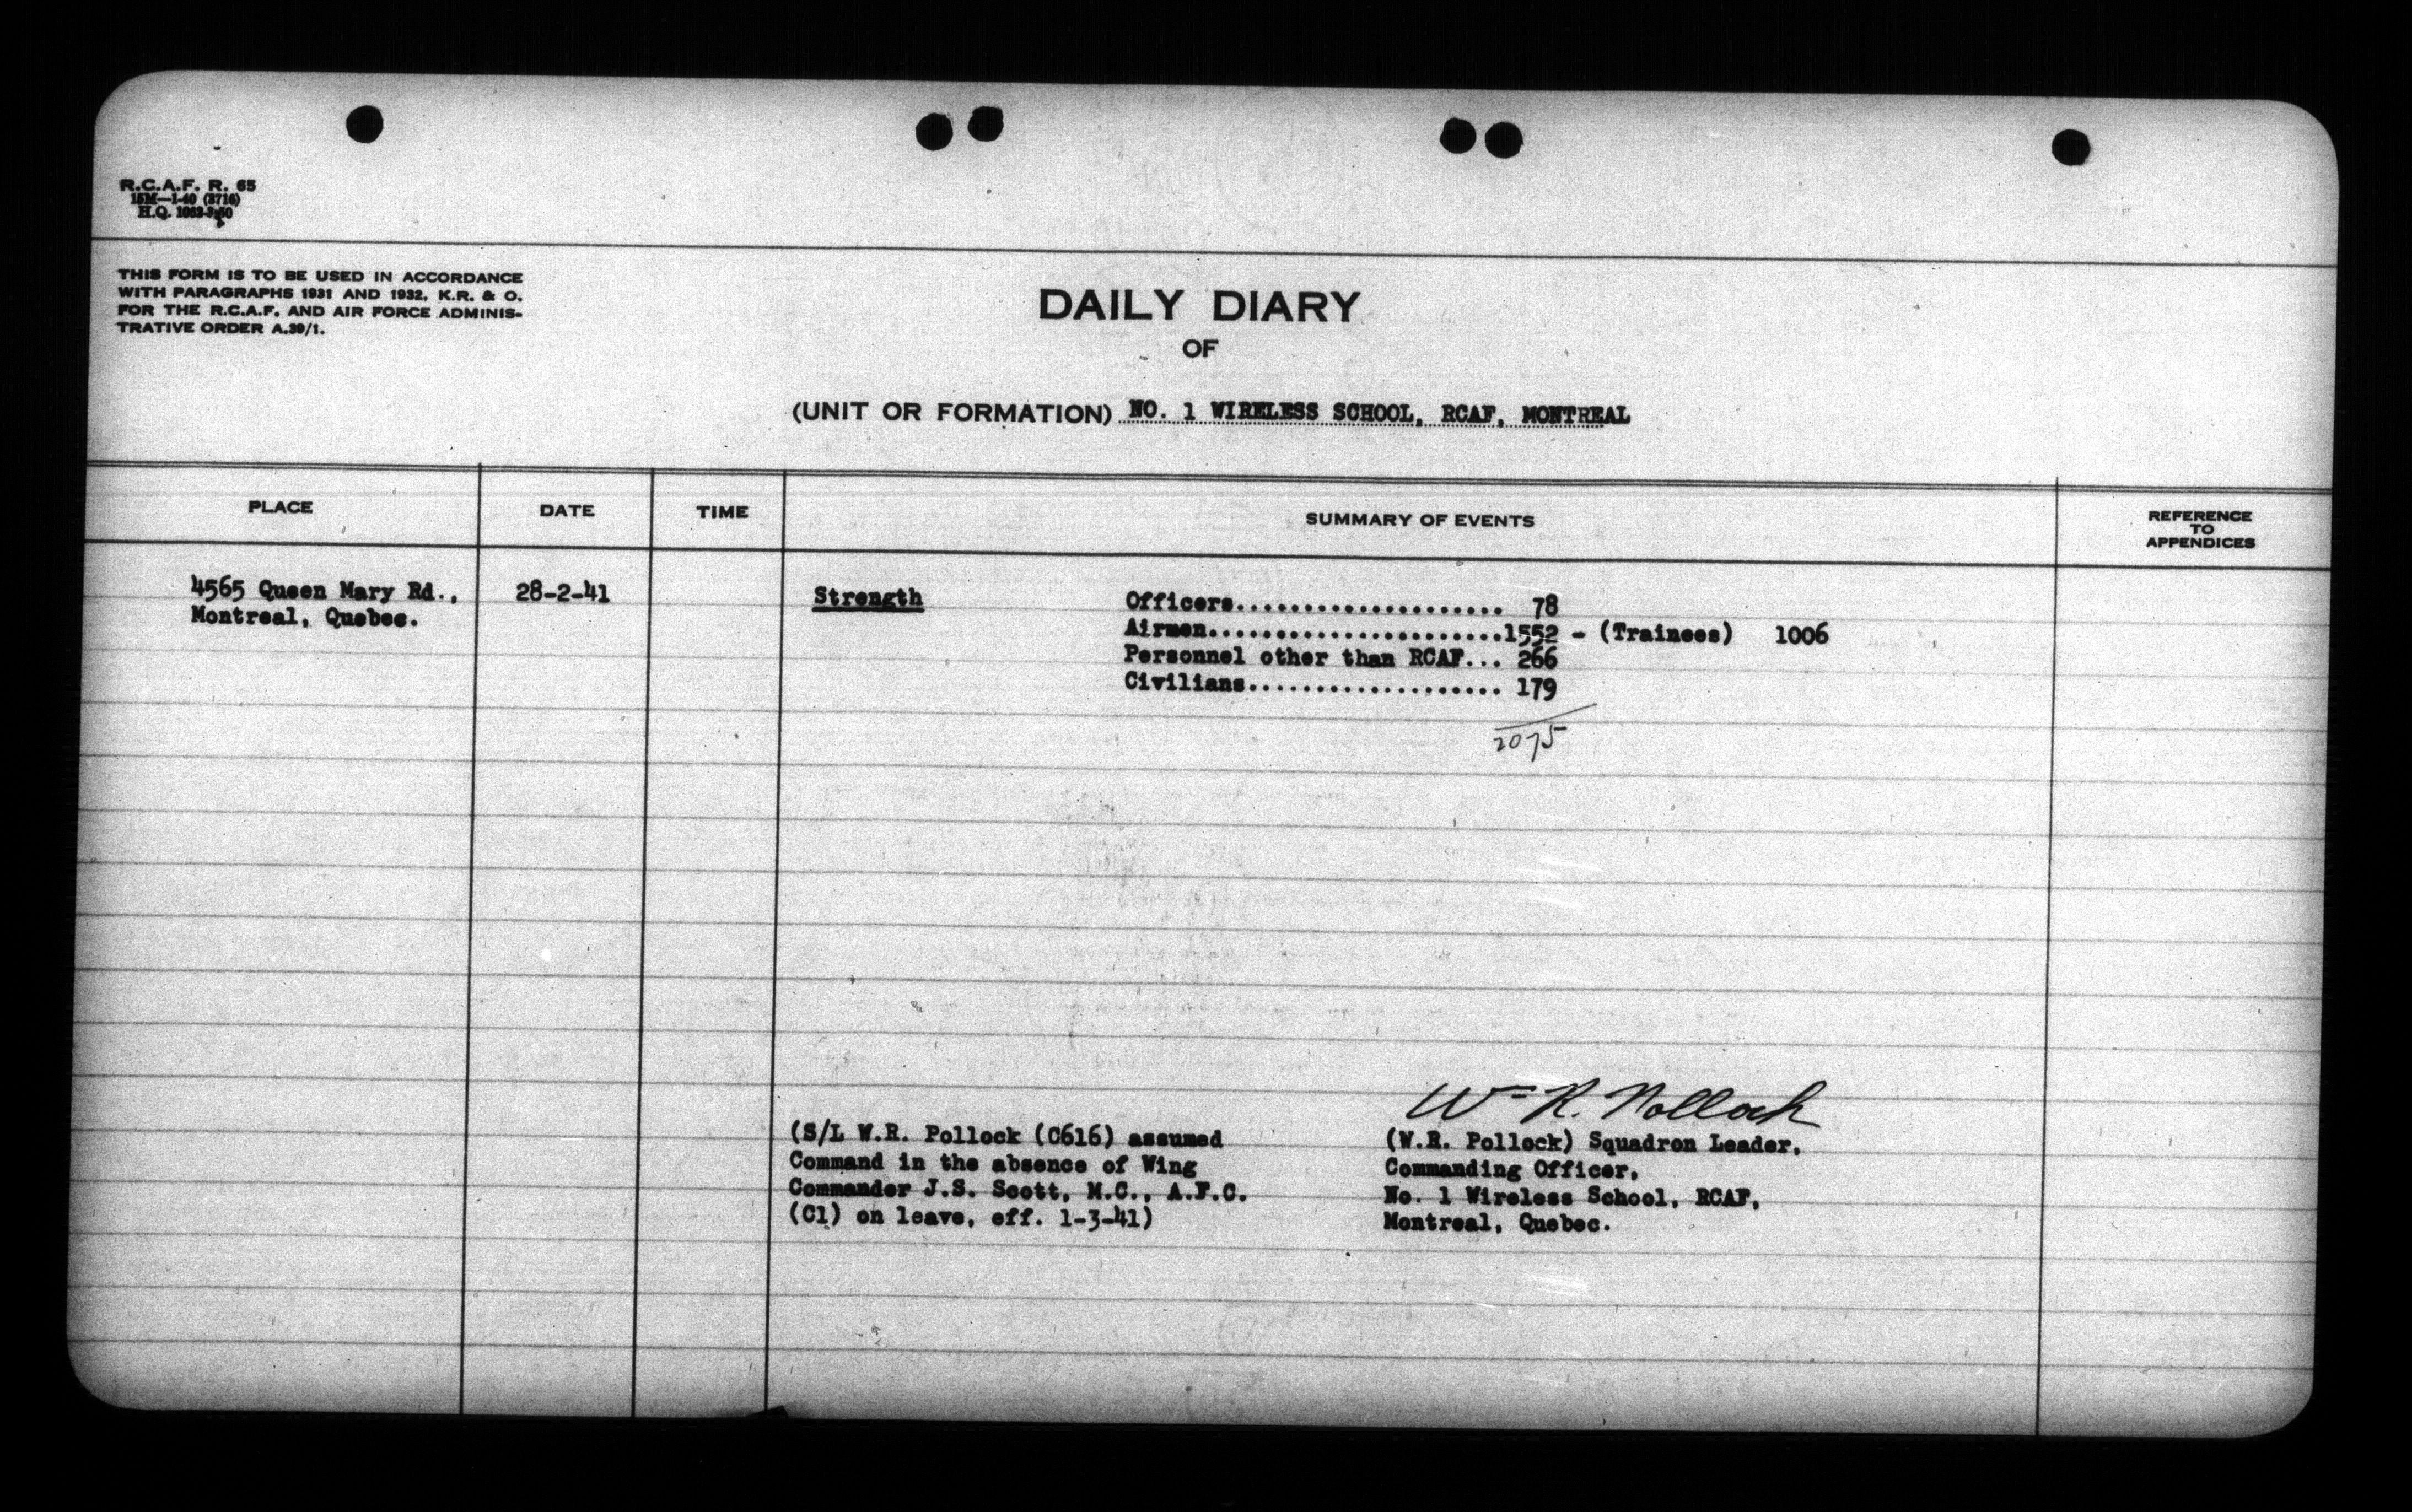 R.C.A.F. R. 65
15M—1-40 (3716)
THIS FORM IS TO BE USED IN ACCORDANCE
WITH PARAGRAPHS 1931 AND 1932, K.R. & O.
FOR THE R.C.A.F. AND AIR FORCE ADMINIS-
TRATIVE ORDER A.39/1.
DAILY DIARY
OF
(UNIT OR FORMATION) NO. 1 WIRELESS SCHOOL, RCAF, MONTREAL
PLACE DATE TIME SUMMARY OF EVENTS REFERENCE TO APPENDICES
4565 Queen Mary Rd., 28-2-41 Strength Officers.................... 78
Montreal, Quebec. Airmen......................1552 - (Trainees) 1006
Personnel other than RCAF... 266
Civilians................... 179
2075
Wm R. Pollock
(S/L W.R. Pollock (C616) assumed (W.R. Pollock) Squadron Leader,
Command in the absence of Wing Commanding Officer,
Commander J.S. Scott, M.C., A.F.C. No. 1 Wireless School, RCAF,
(C1) on leave, eff. 1-3-41) Montreal, Quebec.